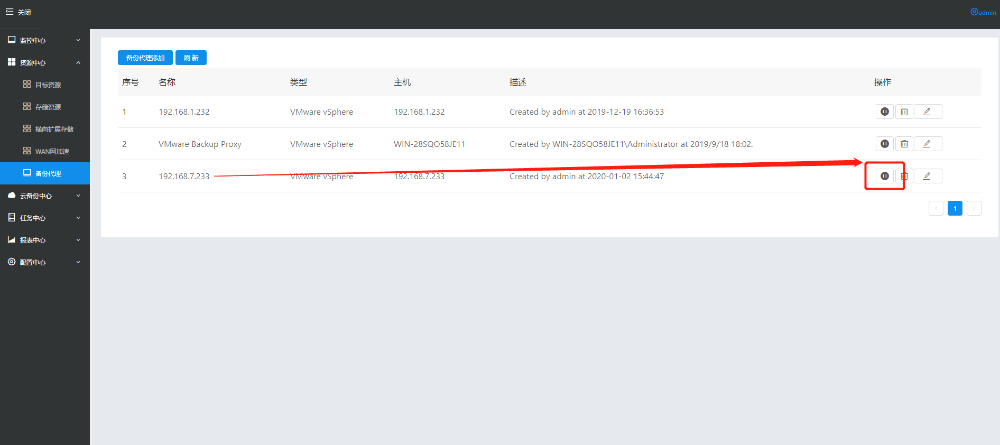 关闭
admin
监控中心
资源中心
目标资源
存储资源
横向扩展存储
WAN网加速
备份代理
云备份中心
任务中心
报表中心
配置中心
备份代理添加 刷 新
序号 名称 类型 主机 描述 操作
1 192.168.1.232 VMware vSphere 192.168.1.232 Created by admin at 2019-12-19 16:36:53
2 VMware Backup Proxy VMware vSphere WIN-28SQO58JE11 Created by WIN-28SQO58JE11\Administrator at 2019/9/18 18:02.
3 192.168.7.233 VMware vSphere 192.168.7.233 Created by admin at 2020-01-02 15:44:47
1